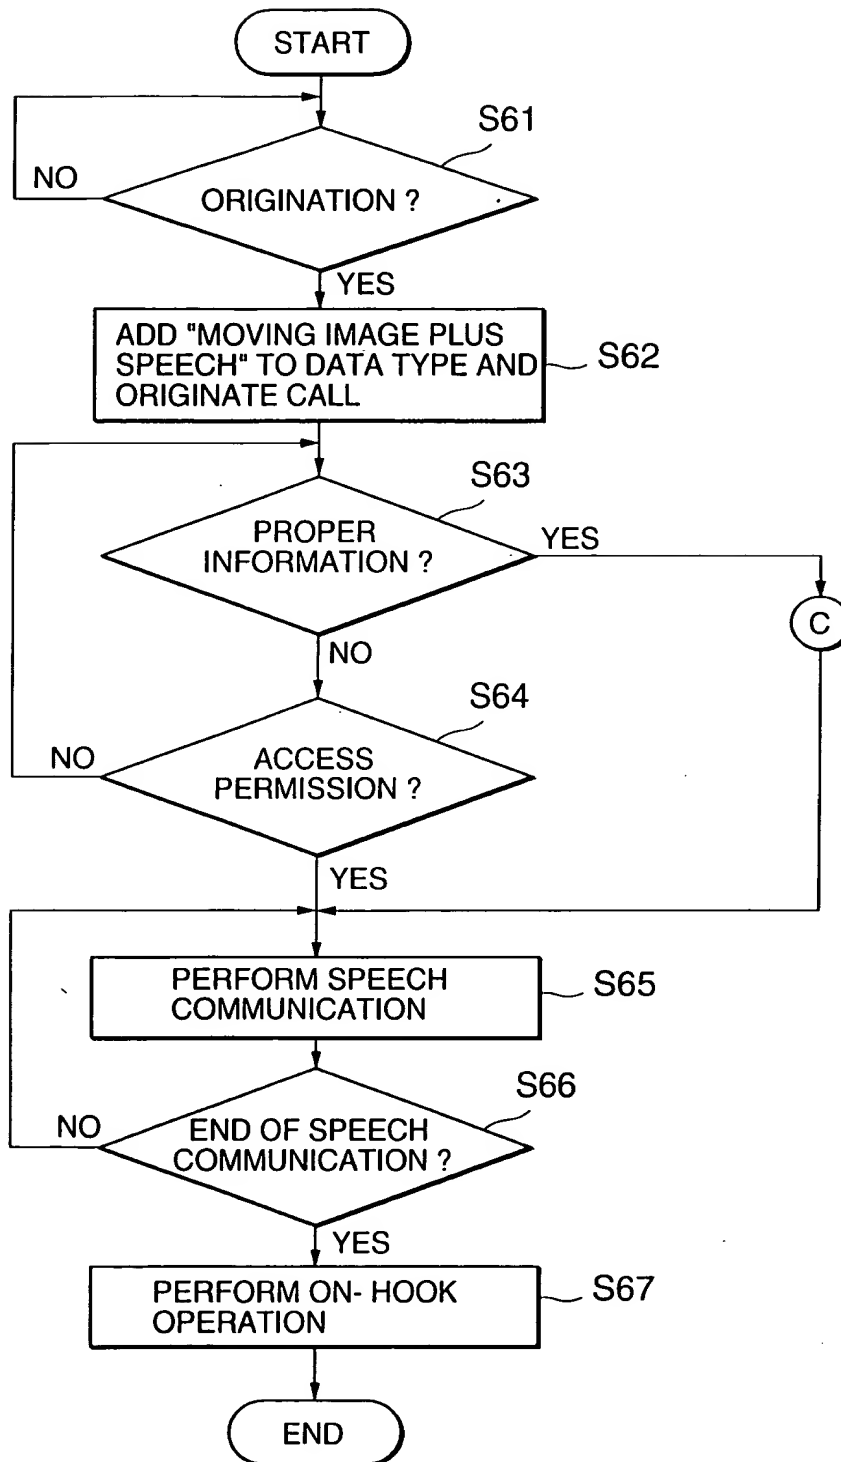 START
S61
NO
ORIGINATION ?
YES
ADD "MOVING IMAGE PLUS
SPEECH" TO DATA TYPE AND
ORIGINATE CALL
S62
S63
PROPER
INFORMATION ?
YES
C
NO
S64
NO
ACCESS
PERMISSION ?
YES
PERFORM SPEECH
COMMUNICATION
S65
S66
NO
END OF SPEECH
COMMUNICATION ?
YES
PERFORM ON- HOOK
OPERATION
S67
END